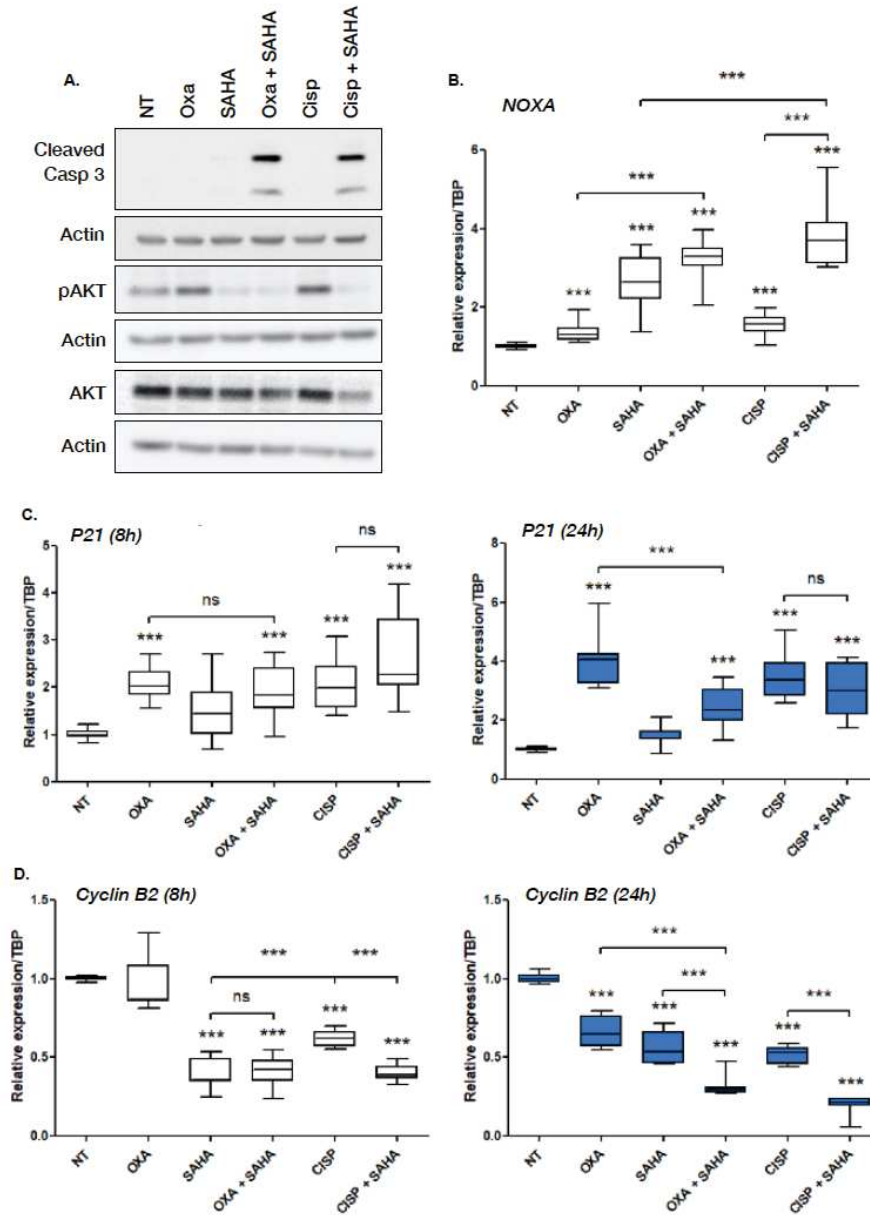 A.
NT
Oxa
SAHA
Oxa + SAHA
Cisp
Cisp + SAHA
Cleaved
Casp 3
Actin
pAKT
Actin
AKT
Actin
B.
NOXA
Relative expression/TBP
6
4
2
0
***
***
***
***
***
***
***
***
NT
OXA
SAHA
OXA + SAHA
CISP
CISP + SAHA
C.
P21 (8h)
Relative expression/TBP
5
4
3
2
1
0
ns
ns
***
***
***
***
NT
OXA
SAHA
OXA + SAHA
CISP
CISP + SAHA
P21 (24h)
Relative expression/TBP
8
6
4
2
0
***
ns
***
***
***
***
NT
OXA
SAHA
OXA + SAHA
CISP
CISP + SAHA
D.
Cyclin B2 (8h)
Relative expression/TBP
1.5
1.0
0.5
0.0
***
***
ns
***
***
***
***
NT
OXA
SAHA
OXA + SAHA
CISP
CISP + SAHA
Cyclin B2 (24h)
Relative expression/TBP
1.5
1.0
0.5
0.0
***
***
***
***
***
***
***
***
NT
OXA
SAHA
OXA + SAHA
CISP
CISP + SAHA